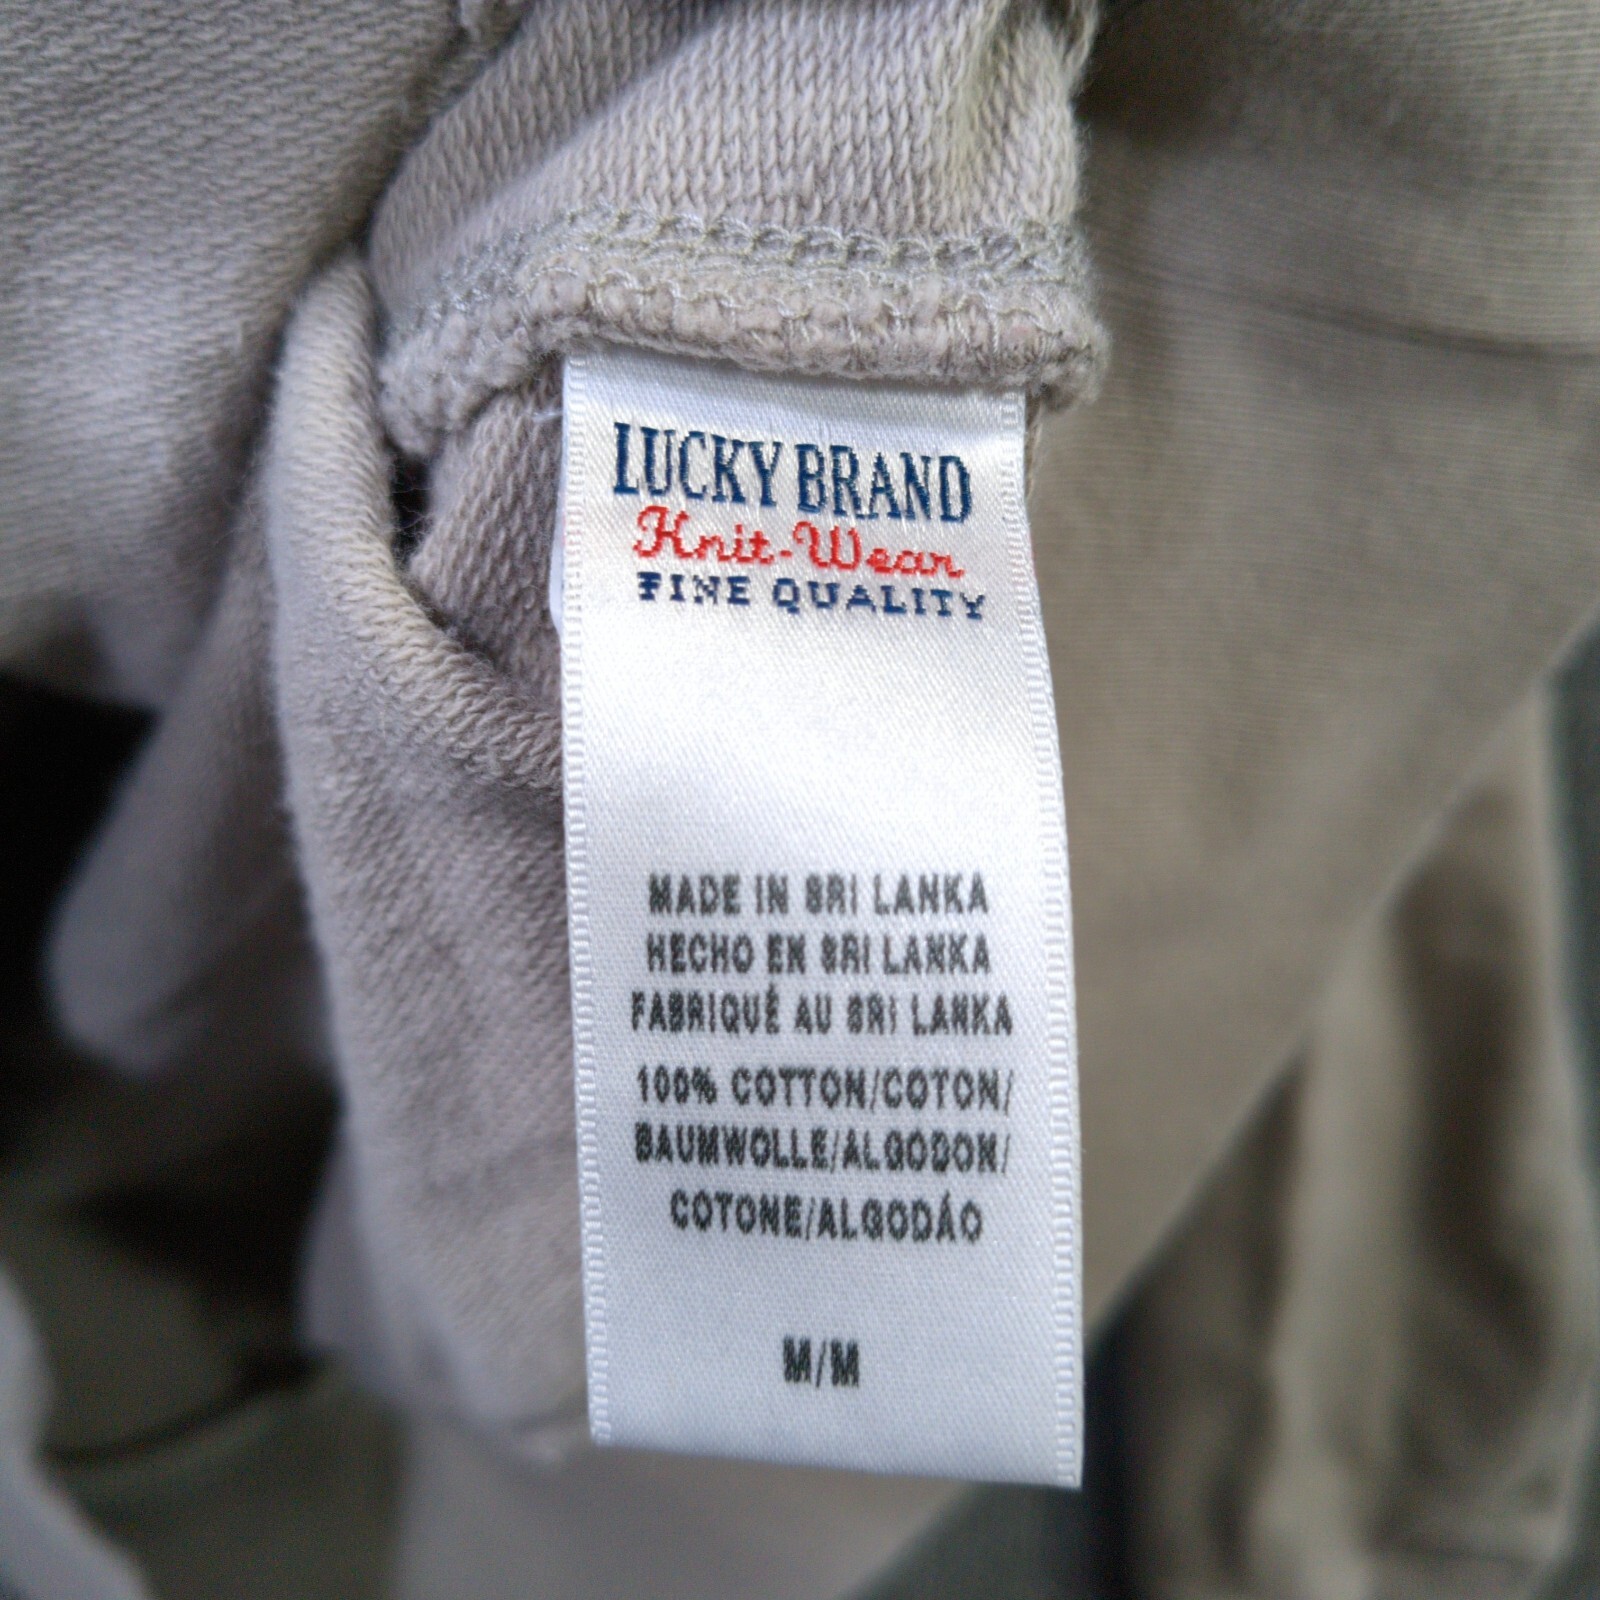 LUCKY BRAND
Knit-Wear
FINE QUALITY
MADE IN SRI LANKA
HECHO EN SRI LANKA
FABRIQUÉ AU SRI LANKA
100% COTTON/COTON/
BAUMWOLLE/ALGODON/
COTONE/ALGODÁO
M/M